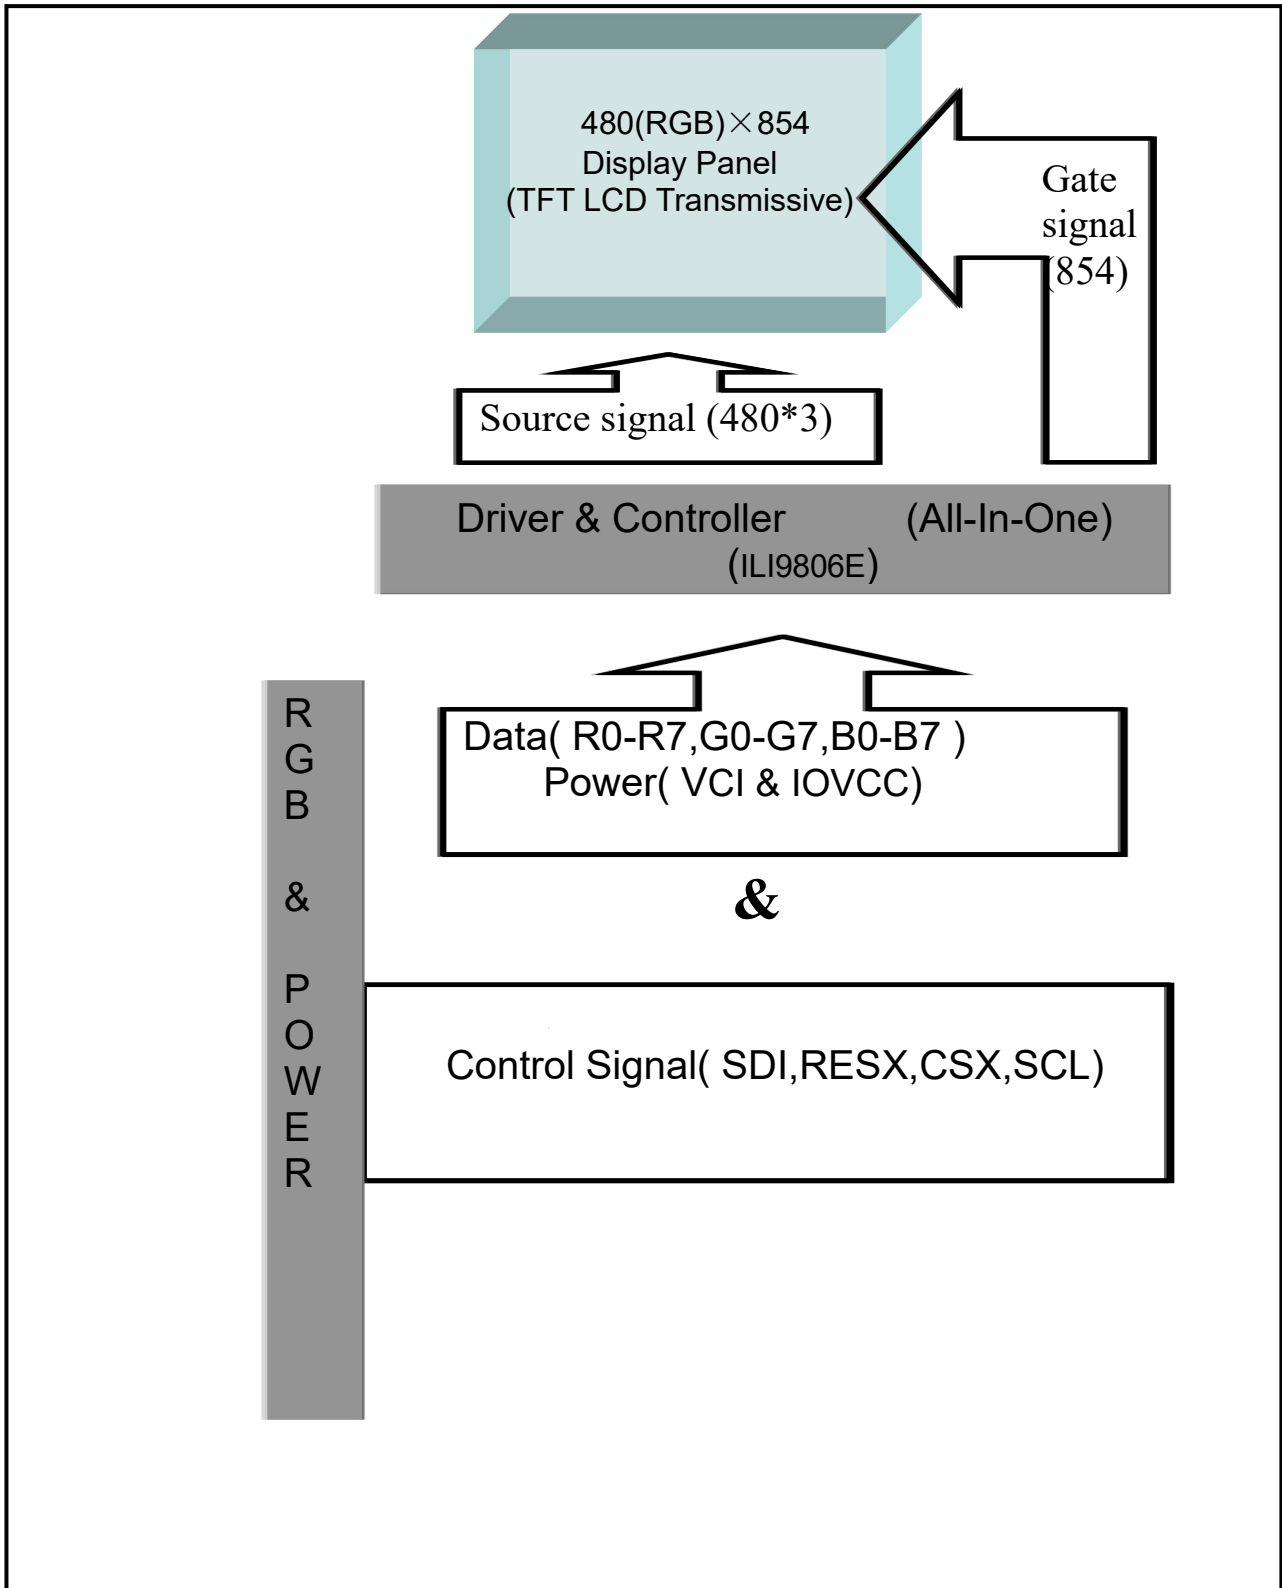 480(RGB)×854
Display Panel
(TFT LCD Transmissive)
Gate
signal
(854)
Source signal (480*3)
Driver & Controller (All-In-One)
(ILI9806E)
R
G
B
&
P
O
W
E
R
Data( R0-R7,G0-G7,B0-B7 )
Power( VCI & IOVCC)
&
Control Signal( SDI,RESX,CSX,SCL)